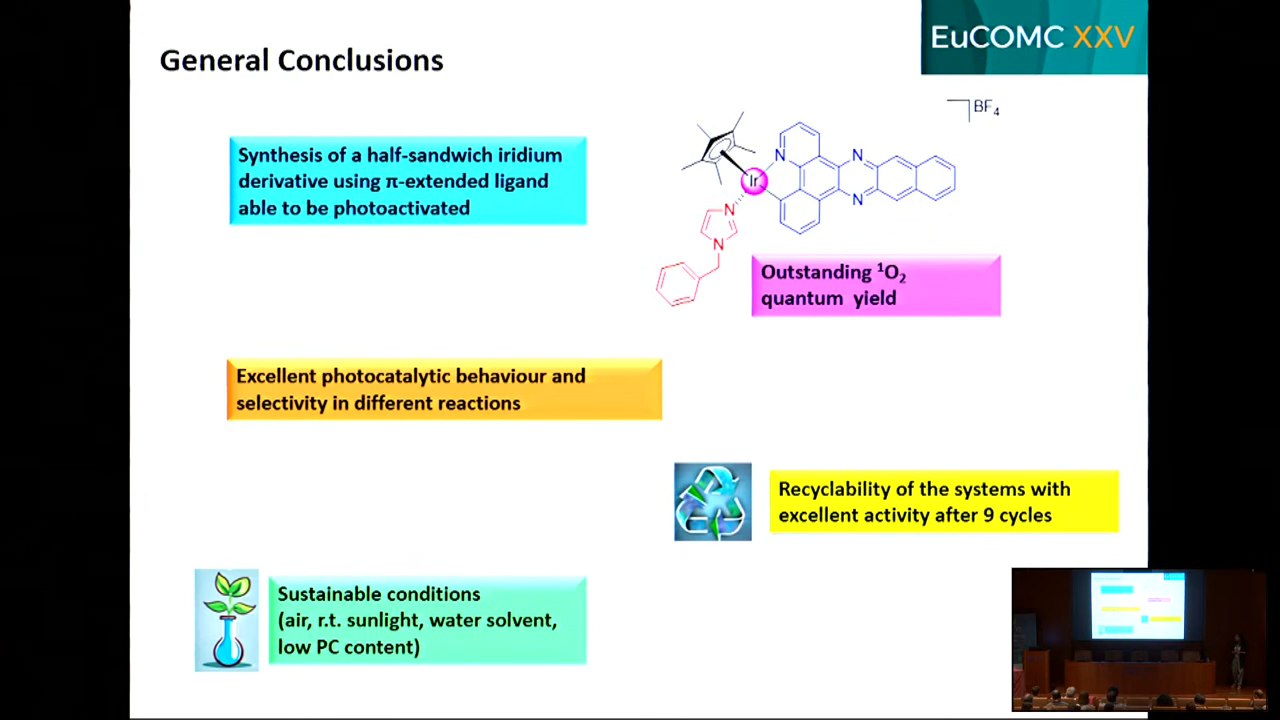 General Conclusions
EuCOMC XXV
BF4
Synthesis of a half-sandwich iridium
derivative using π-extended ligand
able to be photoactivated
N
N
Ir
N
N
N
Outstanding ¹O₂
quantum yield
Excellent photocatalytic behaviour and
selectivity in different reactions
Recyclability of the systems with
excellent activity after 9 cycles
Sustainable conditions
(air, r.t. sunlight, water solvent,
low PC content)